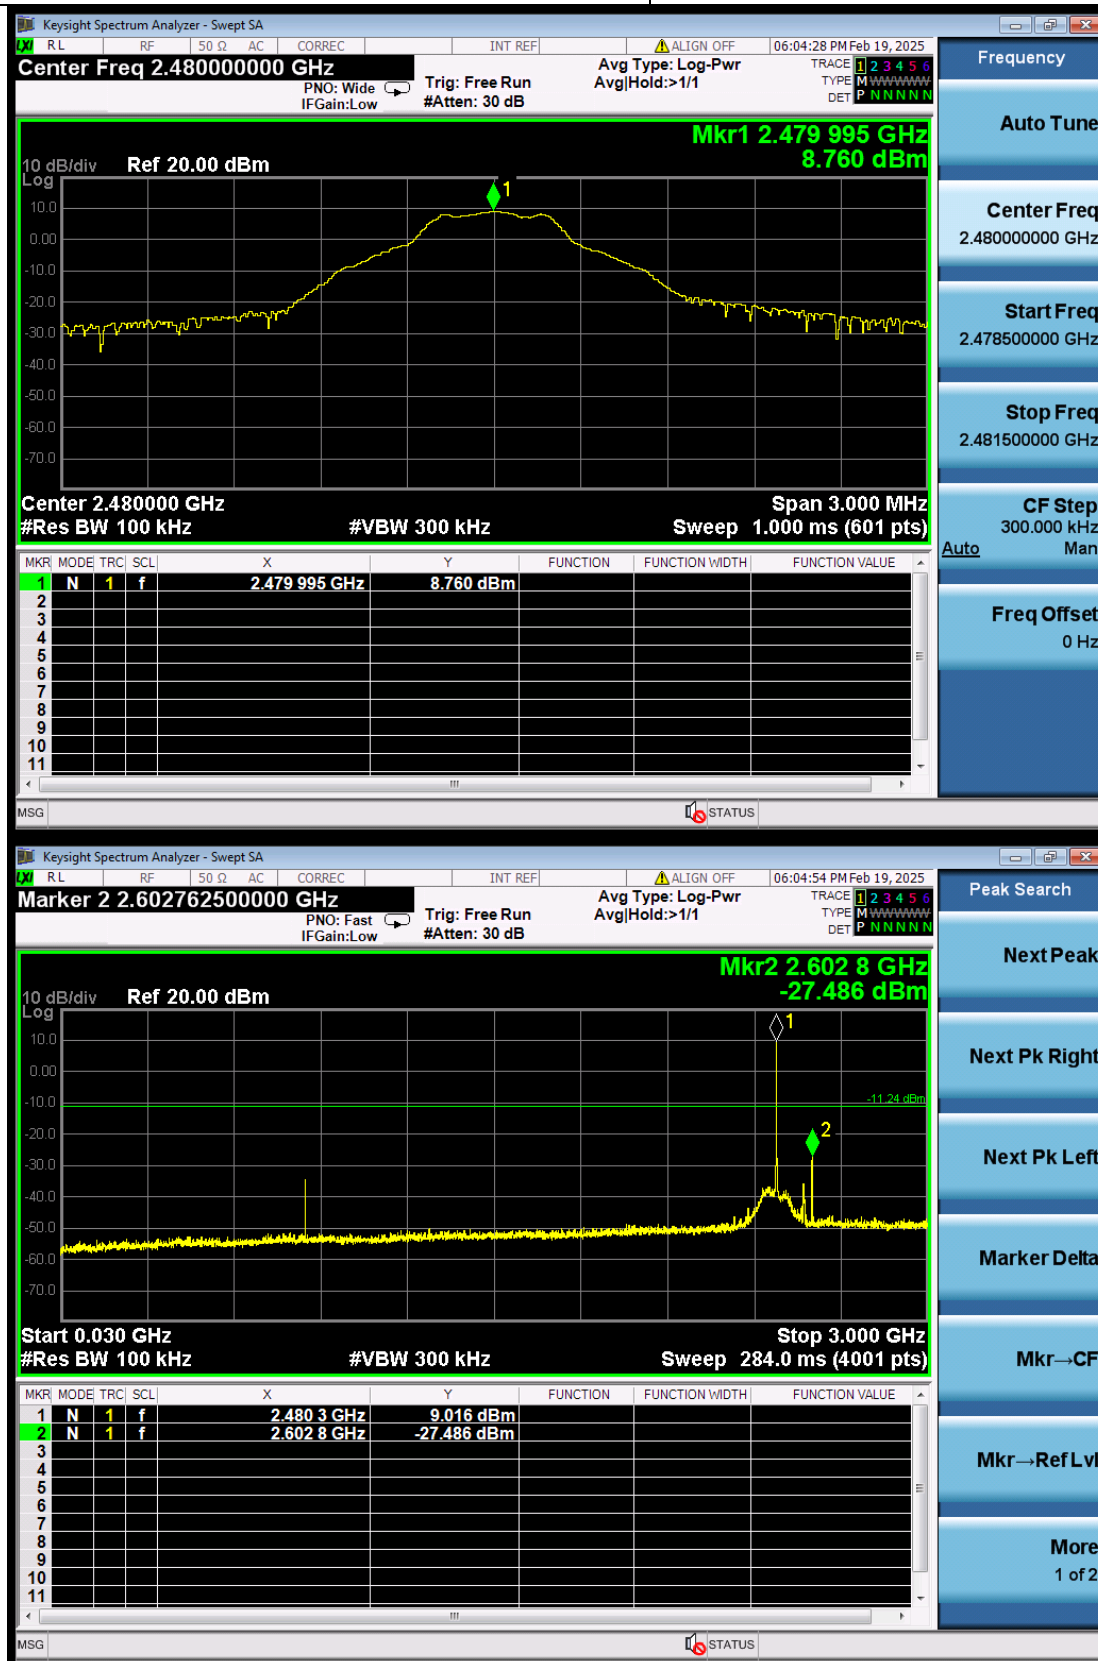 Keysight Spectrum Analyzer - Swept SA
LXI RL RF 50 Ω AC CORREC INT REF ALIGN OFF 06:04:28 PM Feb 19, 2025
Center Freq 2.480000000 GHz
PNO: Wide
IFGain:Low
Trig: Free Run
#Atten: 30 dB
Avg Type: Log-Pwr
Avg|Hold:>1/1
TRACE 1 2 3 4 5 6
TYPE M WWWWW
DET P N N N N N
Mkr1 2.479 995 GHz
8.760 dBm
10 dB/div Ref 20.00 dBm
Log
10.0
0.00
-10.0
-20.0
-30.0
-40.0
-50.0
-60.0
-70.0
1
Center 2.480000 GHz Span 3.000 MHz
#Res BW 100 kHz #VBW 300 kHz Sweep 1.000 ms (601 pts)
MKR MODE TRC SCL X Y FUNCTION FUNCTION WIDTH FUNCTION VALUE
1 N 1 f 2.479 995 GHz 8.760 dBm
2
3
4
5
6
7
8
9
10
11
MSG STATUS
Frequency
Auto Tune
Center Freq
2.480000000 GHz
Start Freq
2.478500000 GHz
Stop Freq
2.481500000 GHz
CF Step
300.000 kHz
Auto Man
Freq Offset
0 Hz
Keysight Spectrum Analyzer - Swept SA
LXI RL RF 50 Ω AC CORREC INT REF ALIGN OFF 06:04:54 PM Feb 19, 2025
Marker 2 2.602762500000 GHz
PNO: Fast
IFGain:Low
Trig: Free Run
#Atten: 30 dB
Avg Type: Log-Pwr
Avg|Hold:>1/1
TRACE 1 2 3 4 5 6
TYPE M WWWWW
DET P N N N N N
Mkr2 2.602 8 GHz
-27.486 dBm
10 dB/div Ref 20.00 dBm
Log
10.0
0.00
-10.0
-20.0
-30.0
-40.0
-50.0
-60.0
-70.0
1
-11.24 dBm
2
Start 0.030 GHz Stop 3.000 GHz
#Res BW 100 kHz #VBW 300 kHz Sweep 284.0 ms (4001 pts)
MKR MODE TRC SCL X Y FUNCTION FUNCTION WIDTH FUNCTION VALUE
1 N 1 f 2.480 3 GHz 9.016 dBm
2 N 1 f 2.602 8 GHz -27.486 dBm
3
4
5
6
7
8
9
10
11
MSG STATUS
Peak Search
Next Peak
Next Pk Right
Next Pk Left
Marker Delta
Mkr→CF
Mkr→Ref Lvl
More
1 of 2